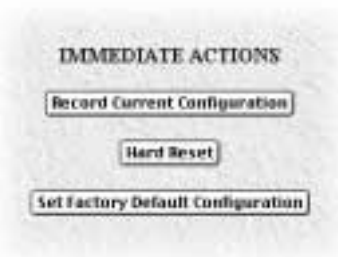 IMMEDIATE ACTIONS
Record Current Configuration
Hard Reset
Set Factory Default Configuration